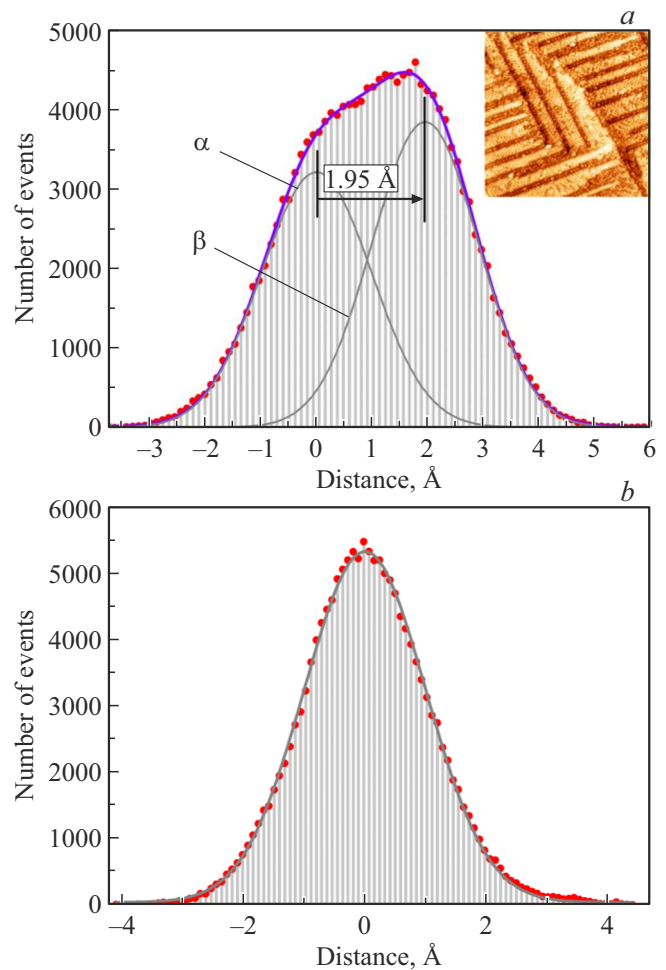 a
5000
4000
3000
2000
1000
0
Number of events
α
β
1.95 Å
–3 –2 –1 0 1 2 3 4 5 6
Distance, Å
b
6000
5000
4000
3000
2000
1000
0
Number of events
–4 –2 0 2 4
Distance, Å